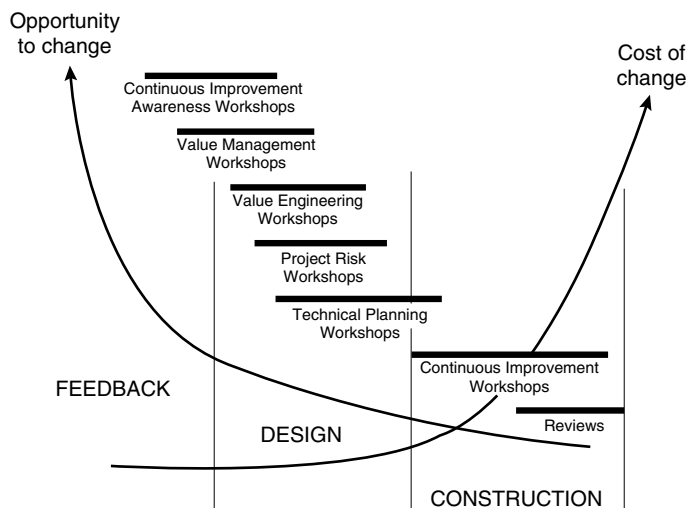 Opportunity
to change
Cost of
change
Continuous Improvement
Awareness Workshops
Value Management
Workshops
Value Engineering
Workshops
Project Risk
Workshops
Technical Planning
Workshops
Continuous Improvement
Workshops
Reviews
FEEDBACK
DESIGN
CONSTRUCTION